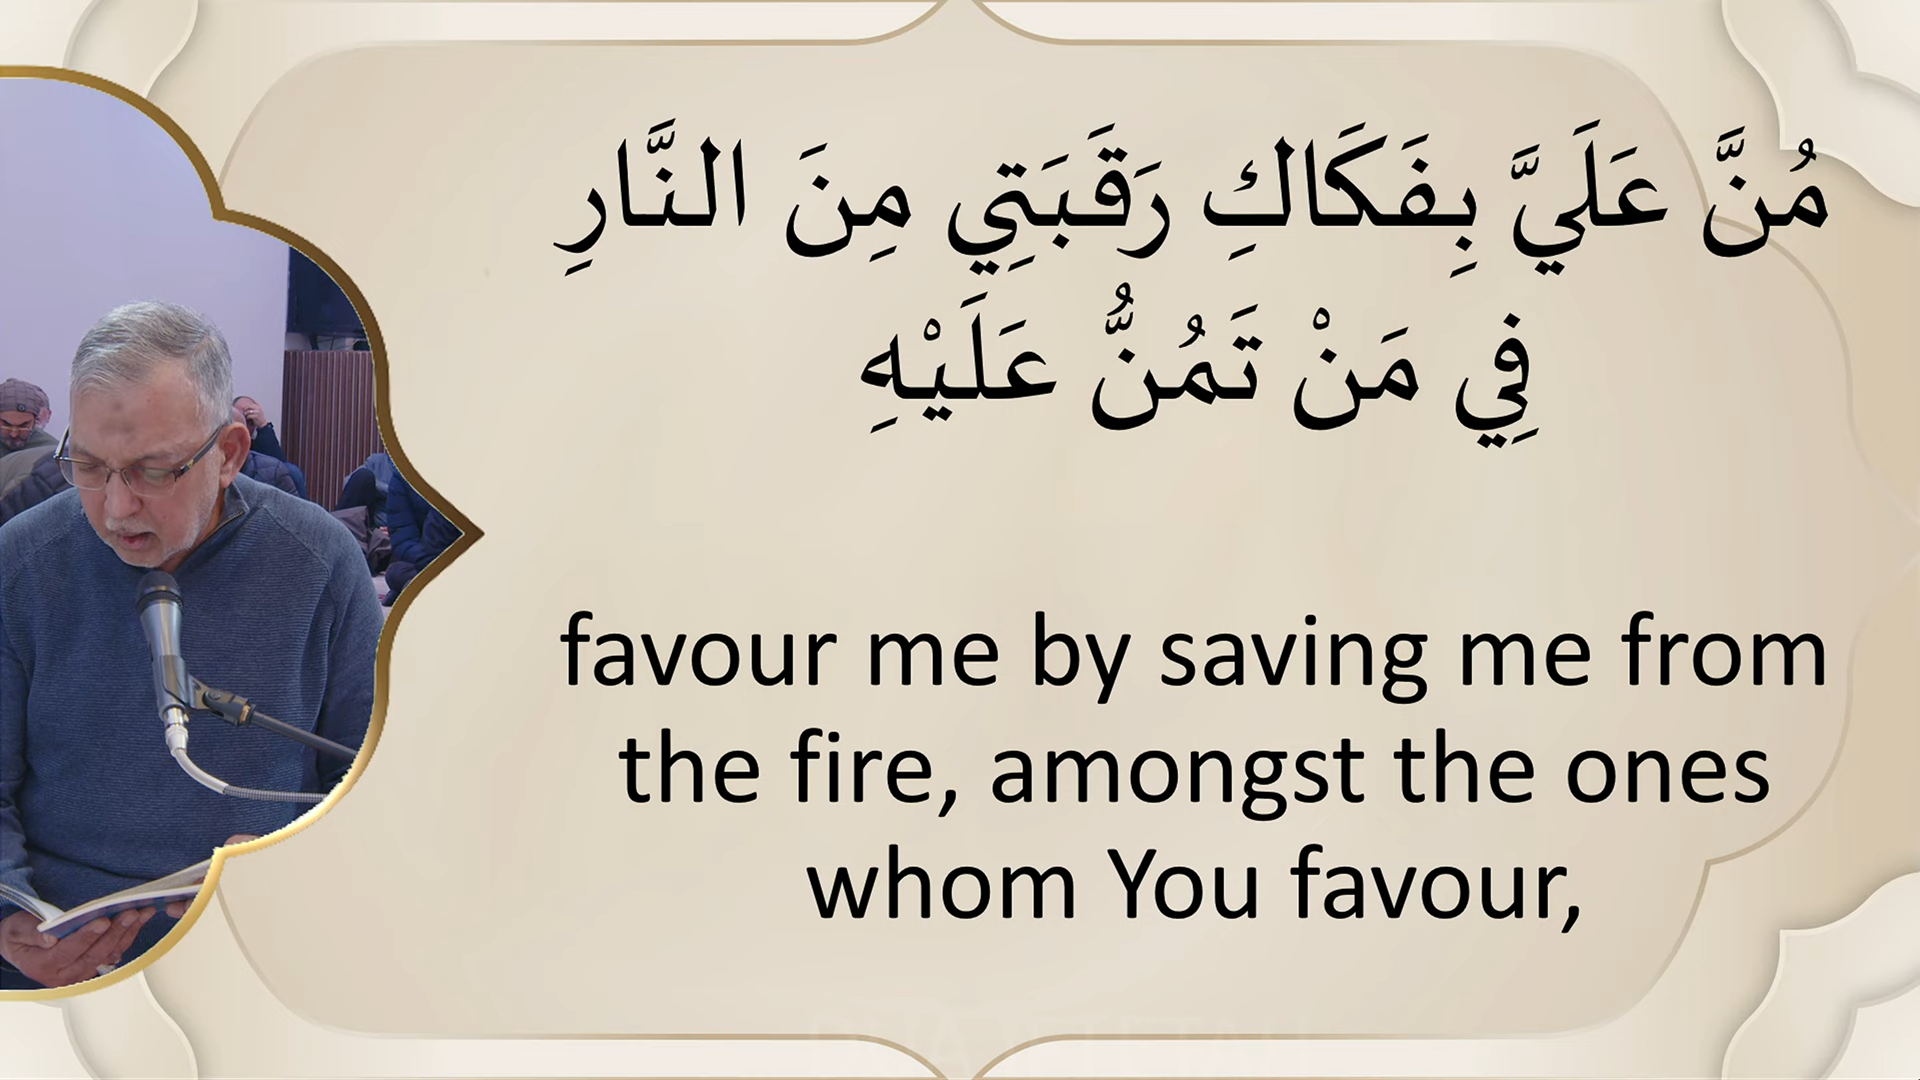 مُنَّ عَلَيَّ بِفَكَاكِ رَقَبَتِي مِنَ النَّارِ
فِي مَنْ تَمُنُّ عَلَيْهِ
favour me by saving me from
the fire, amongst the ones
whom You favour,